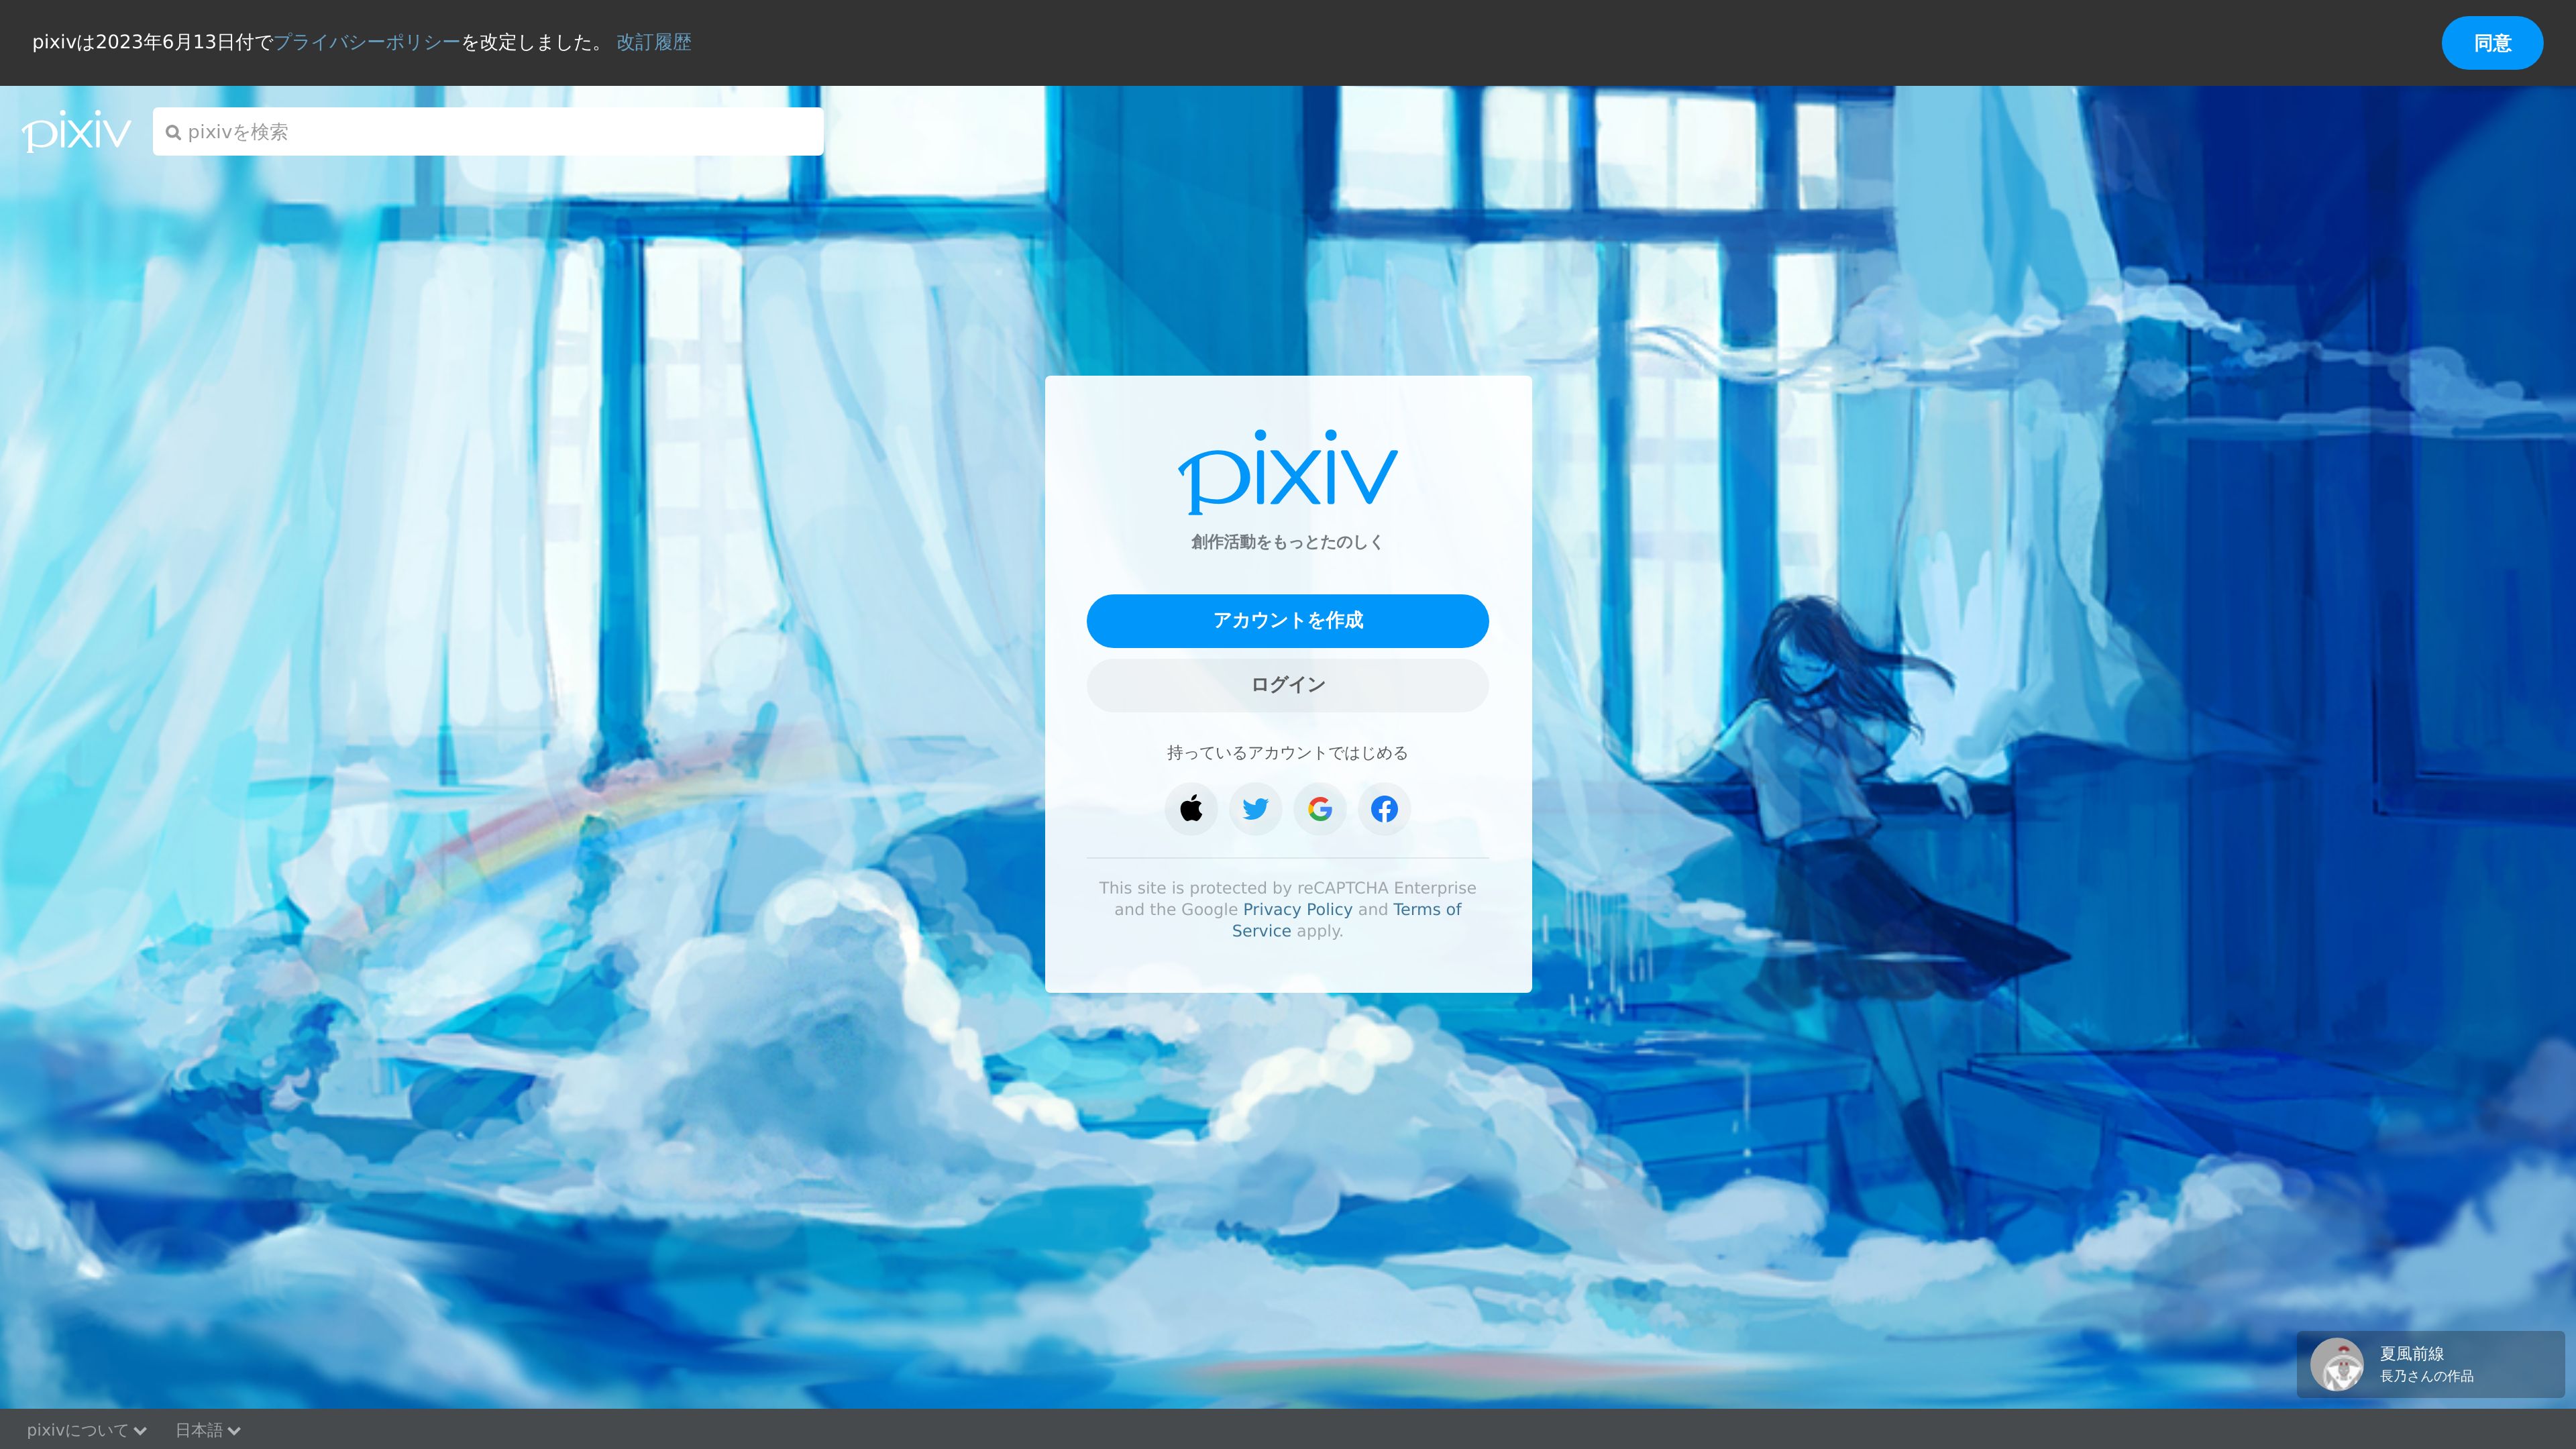 pixivは2023年6月13日付でプライバシーポリシーを改定しました。 改訂履歴
同意
pixiv
pixivを検索
pixiv
創作活動をもっとたのしく
アカウントを作成
ログイン
持っているアカウントではじめる
This site is protected by reCAPTCHA Enterprise
and the Google Privacy Policy and Terms of
Service apply.
夏風前線
長乃さんの作品
pixivについて 日本語